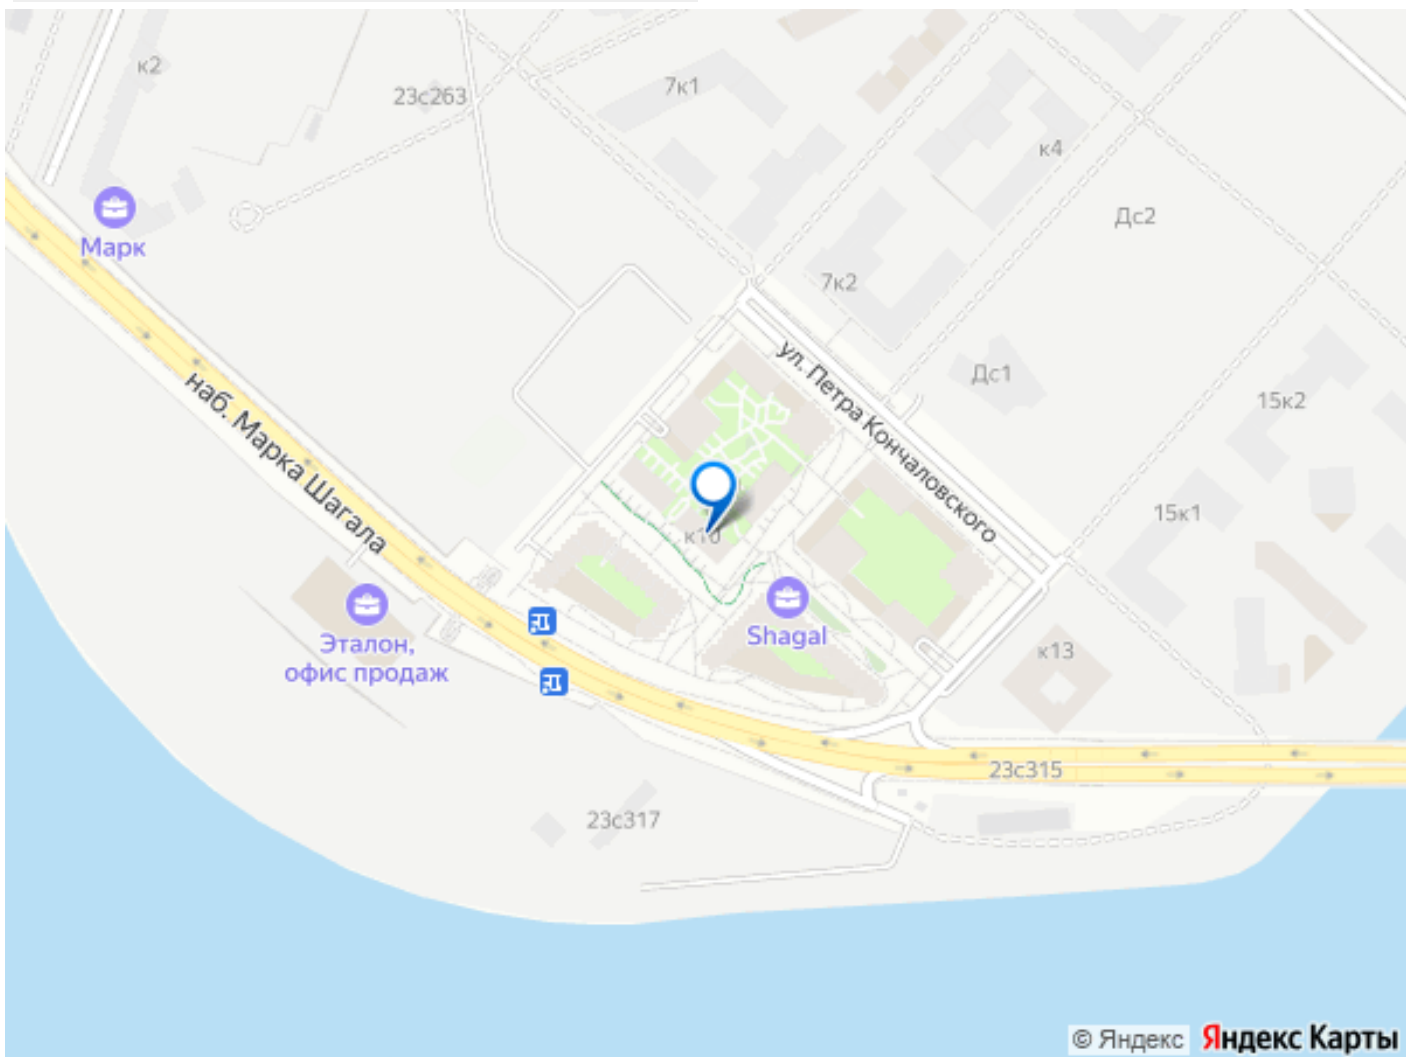 к2
23с263
7к1
к4
Марк
Дс2
7к2
ул. Петра Кончаловского
Дс1
15к2
наб. Марка Шагала
15к1
к10
Эталон,
офис продаж
Shagal
к13
23с315
23с317
© Яндекс Яндекс Карты